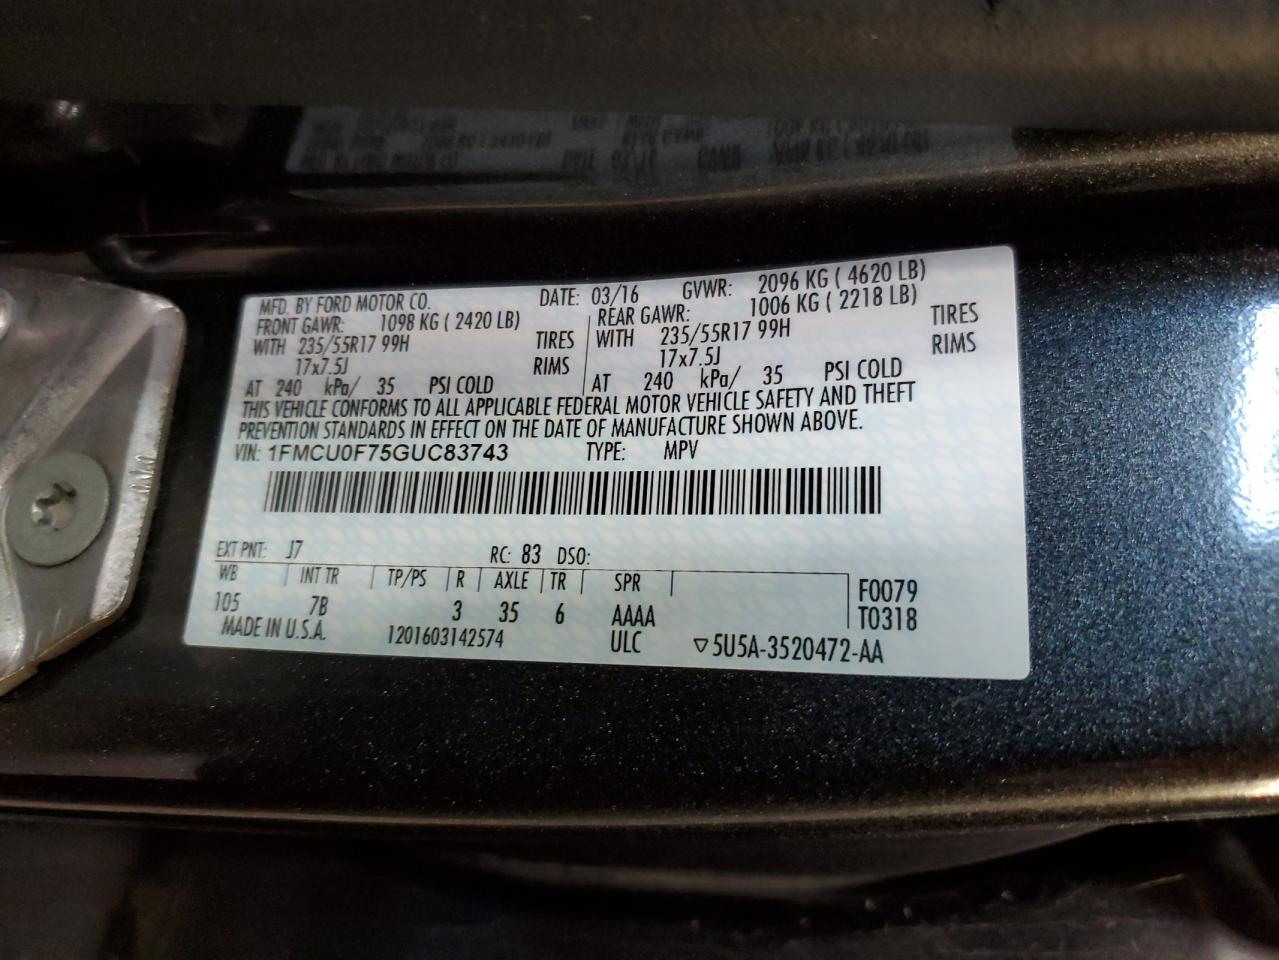 MFD. BY FORD MOTOR CO. DATE: 03/16 GVWR: 2096 KG ( 4620 LB)
FRONT GAWR: 1098 KG ( 2420 LB) REAR GAWR: 1006 KG ( 2218 LB)
WITH 235/55R17 99H TIRES WITH 235/55R17 99H TIRES
17x7.5J RIMS 17x7.5J RIMS
AT 240 kPa/ 35 PSI COLD AT 240 kPa/ 35 PSI COLD
THIS VEHICLE CONFORMS TO ALL APPLICABLE FEDERAL MOTOR VEHICLE SAFETY AND THEFT
PREVENTION STANDARDS IN EFFECT ON THE DATE OF MANUFACTURE SHOWN ABOVE.
VIN: 1FMCU0F75GUC83743 TYPE: MPV
EXT PNT: J7 RC: 83 DSO:
WB INT TR TP/PS R AXLE TR SPR F0079
105 7B 3 35 6 AAAA T0318
MADE IN U.S.A. 1201603142574 ULC ▽5U5A-3520472-AA